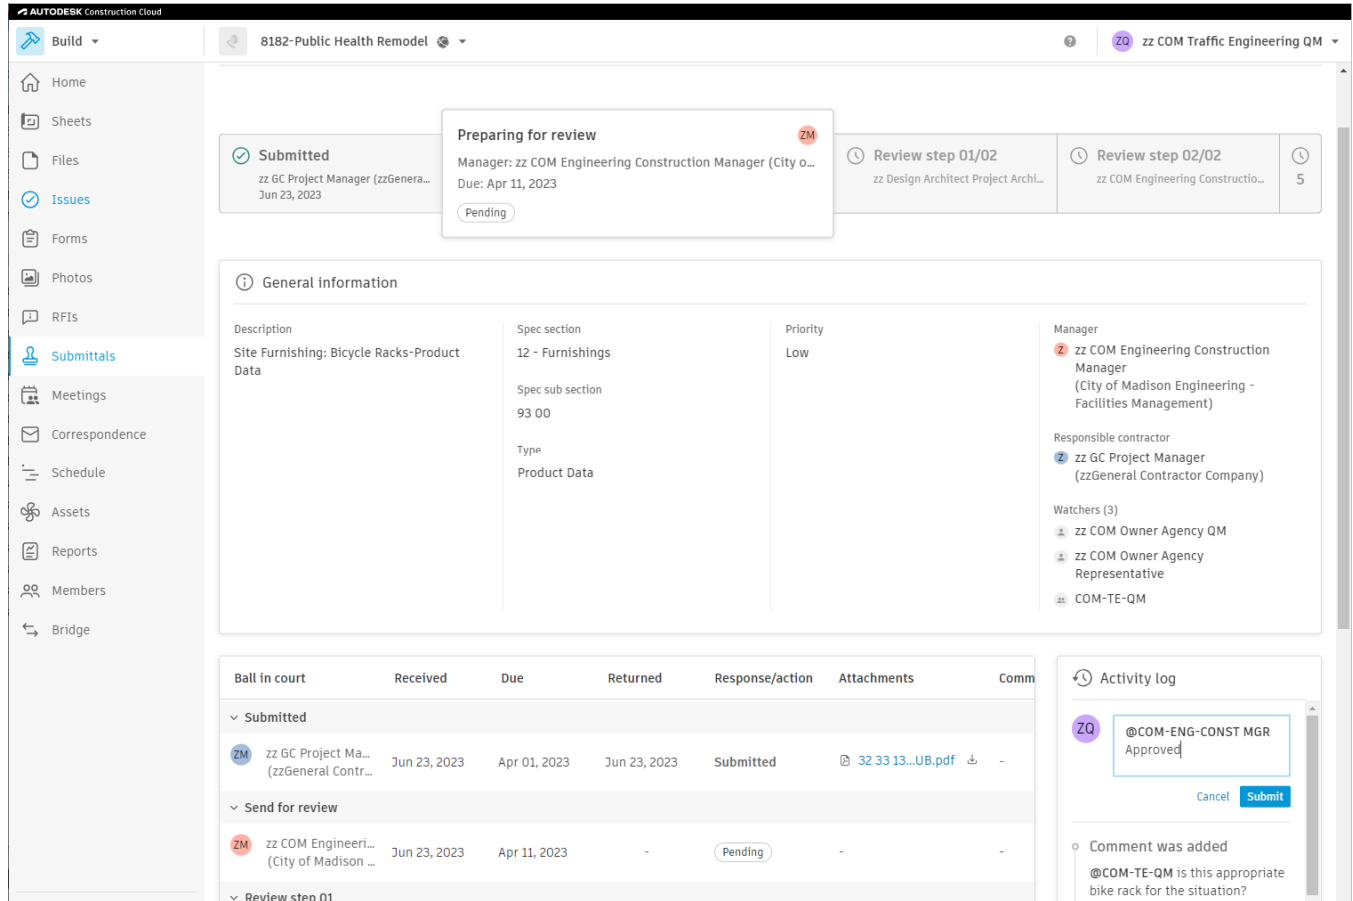 AUTODESK Construction Cloud
Build
8182-Public Health Remodel
ZQ
zz COM Traffic Engineering QM
Home
Sheets
Files
Issues
Forms
Photos
RFIs
Submittals
Meetings
Correspondence
Schedule
Assets
Reports
Members
Bridge
Submitted
zz GC Project Manager (zzGenera...
Jun 23, 2023
Preparing for review
ZM
Manager: zz COM Engineering Construction Manager (City o...
Due: Apr 11, 2023
Pending
Review step 01/02
zz Design Architect Project Archi...
Review step 02/02
zz COM Engineering Constructio...
5
General information
Description
Site Furnishing: Bicycle Racks-Product
Data
Spec section
12 - Furnishings
Spec sub section
93 00
Type
Product Data
Priority
Low
Manager
Z zz COM Engineering Construction
Manager
(City of Madison Engineering -
Facilities Management)
Responsible contractor
Z zz GC Project Manager
(zzGeneral Contractor Company)
Watchers (3)
zz COM Owner Agency QM
zz COM Owner Agency
Representative
COM-TE-QM
Ball in court Received Due Returned Response/action Attachments Comm
Submitted
ZM zz GC Project Ma...
(zzGeneral Contr...
Jun 23, 2023 Apr 01, 2023 Jun 23, 2023 Submitted 32 33 13...UB.pdf -
Send for review
ZM zz COM Engineeri...
(City of Madison ...
Jun 23, 2023 Apr 11, 2023 - Pending - -
Review step 01
Activity log
ZQ
@COM-ENG-CONST MGR
Approved
Cancel Submit
Comment was added
@COM-TE-QM is this appropriate
bike rack for the situation?